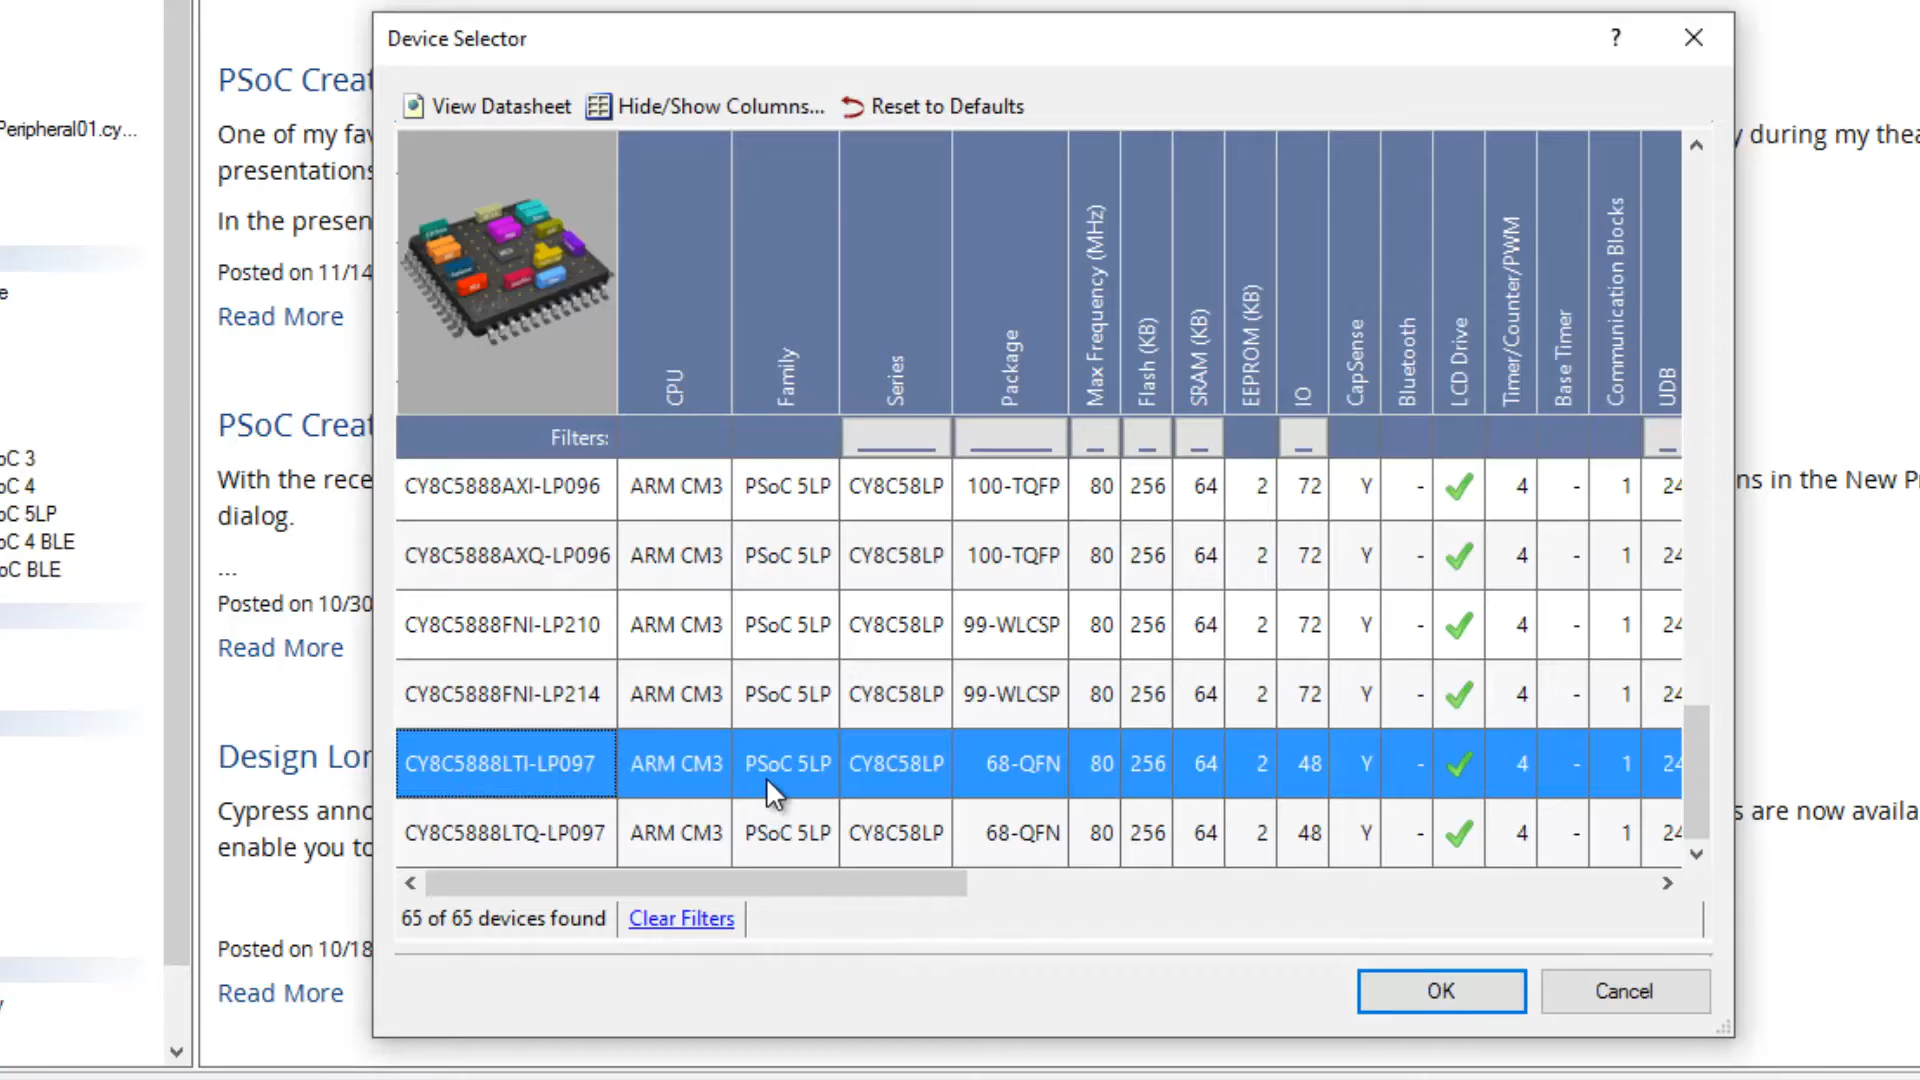 Peripheral01.cy...
e
oC 3
oC 4
oC 5LP
oC 4 BLE
oC BLE
PSoC Creat
One of my fav
presentations
In the presen
Posted on 11/14
Read More
PSoC Creat
With the rece
dialog.
...
Posted on 10/30
Read More
Design Lor
Cypress anno
enable you to
Posted on 10/18
Read More
Device Selector
?
View Datasheet Hide/Show Columns... Reset to Defaults
CPU Family Series Package Max Frequency (MHz) Flash (KB) SRAM (KB) EEPROM (KB) IO CapSense Bluetooth LCD Drive Timer/Counter/PWM Base Timer Communication Blocks UDB
Filters:
CY8C5888AXI-LP096 ARM CM3 PSoC 5LP CY8C58LP 100-TQFP 80 256 64 2 72 Y - 4 - 1 24
CY8C5888AXQ-LP096 ARM CM3 PSoC 5LP CY8C58LP 100-TQFP 80 256 64 2 72 Y - 4 - 1 24
CY8C5888FNI-LP210 ARM CM3 PSoC 5LP CY8C58LP 99-WLCSP 80 256 64 2 72 Y - 4 - 1 24
CY8C5888FNI-LP214 ARM CM3 PSoC 5LP CY8C58LP 99-WLCSP 80 256 64 2 72 Y - 4 - 1 24
CY8C5888LTI-LP097 ARM CM3 PSoC 5LP CY8C58LP 68-QFN 80 256 64 2 48 Y - 4 - 1 24
CY8C5888LTQ-LP097 ARM CM3 PSoC 5LP CY8C58LP 68-QFN 80 256 64 2 48 Y - 4 - 1 24
65 of 65 devices found Clear Filters
OK Cancel
y during my thea
ns in the New Pr
s are now availa